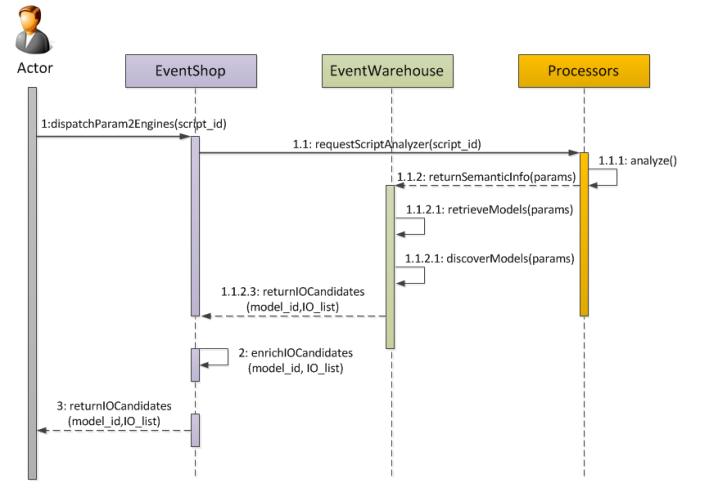 Actor
EventShop
EventWarehouse
Processors
1:dispatchParam2Engines(script_id)
1.1: requestScriptAnalyzer(script_id)
1.1.1: analyze()
1.1.2: returnSemanticInfo(params)
1.1.2.1: retrieveModels(params)
1.1.2.1: discoverModels(params)
1.1.2.3: returnIOCandidates
(model_id,IO_list)
2: enrichIOCandidates
(model_id, IO_list)
3: returnIOCandidates
(model_id,IO_list)